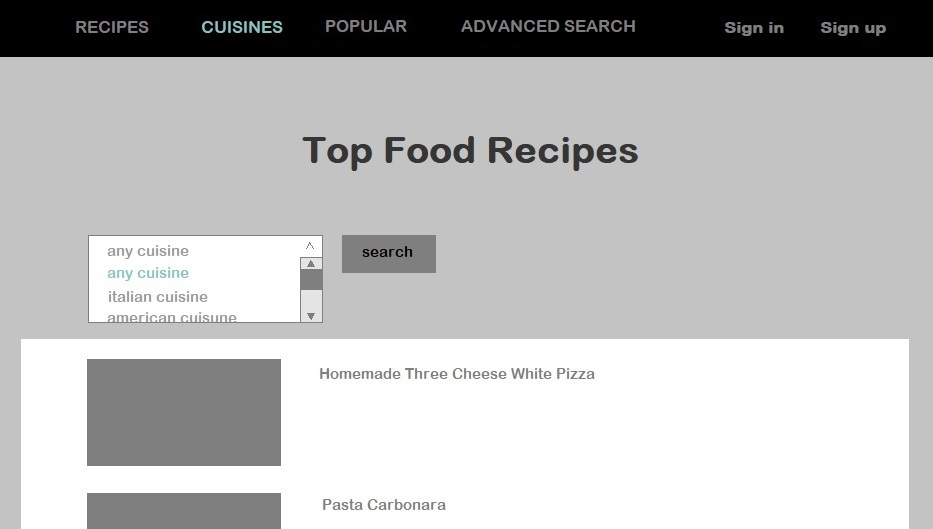 RECIPES CUISINES POPULAR ADVANCED SEARCH Sign in Sign up
Top Food Recipes
any cuisine
search
any cuisine
italian cuisine
american cuisune
Homemade Three Cheese White Pizza
Pasta Carbonara